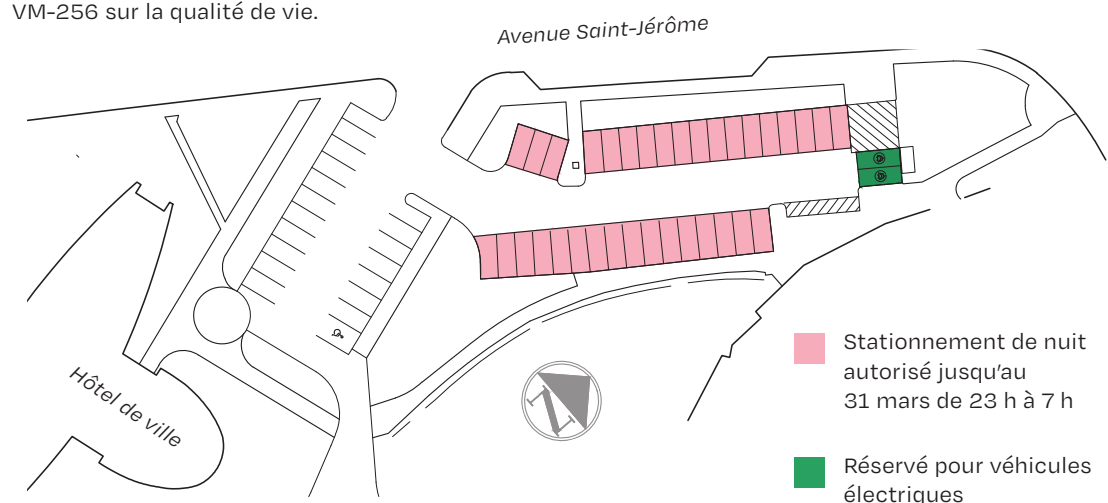 VM-256 sur la qualité de vie.
Avenue Saint-Jérôme
Hôtel de ville
N
Stationnement de nuit
autorisé jusqu'au
31 mars de 23 h à 7 h
Réservé pour véhicules
électriques